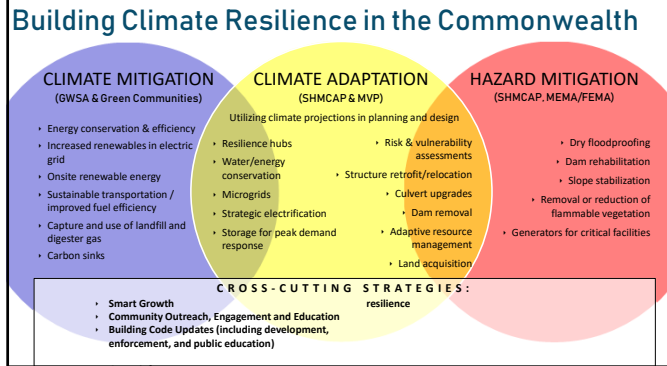 Building Climate Resilience in the Commonwealth
CLIMATE MITIGATION
(GWSA & Green Communities)
‣ Energy conservation & efficiency
‣ Increased renewables in electric
grid
‣ Onsite renewable energy
‣ Sustainable transportation /
improved fuel efficiency
‣ Capture and use of landfill and
digester gas
‣ Carbon sinks
CLIMATE ADAPTATION
(SHMCAP & MVP)
Utilizing climate projections in planning and design
‣ Resilience hubs
‣ Water/energy
conservation
‣ Microgrids
‣ Strategic electrification
‣ Storage for peak demand
response
‣ Risk & vulnerability
assessments
‣ Structure retrofit/relocation
‣ Culvert upgrades
‣ Dam removal
‣ Adaptive resource
management
‣ Land acquisition
HAZARD MITIGATION
(SHMCAP, MEMA/FEMA)
‣ Dry floodproofing
‣ Dam rehabilitation
‣ Slope stabilization
‣ Removal or reduction of
flammable vegetation
‣ Generators for critical facilities
CROSS-CUTTING STRATEGIES:
‣ Smart Growth
resilience
‣ Community Outreach, Engagement and Education
‣ Building Code Updates (including development,
enforcement, and public education)